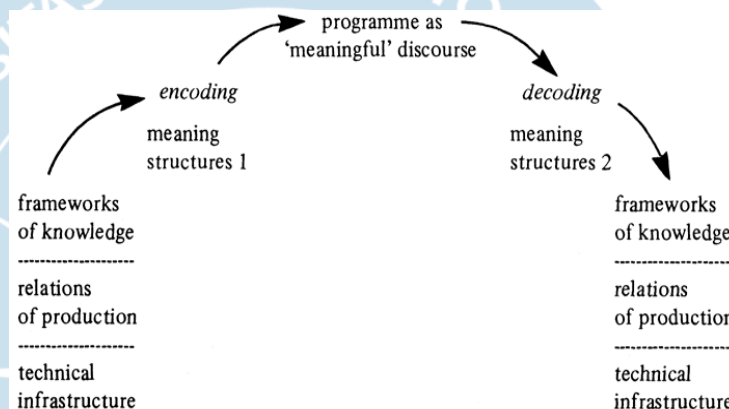 programme as
'meaningful' discourse
encoding
decoding
meaning
structures 1
meaning
structures 2
frameworks
of knowledge
relations
of production
technical
infrastructure
frameworks
of knowledge
relations
of production
technical
infrastructure